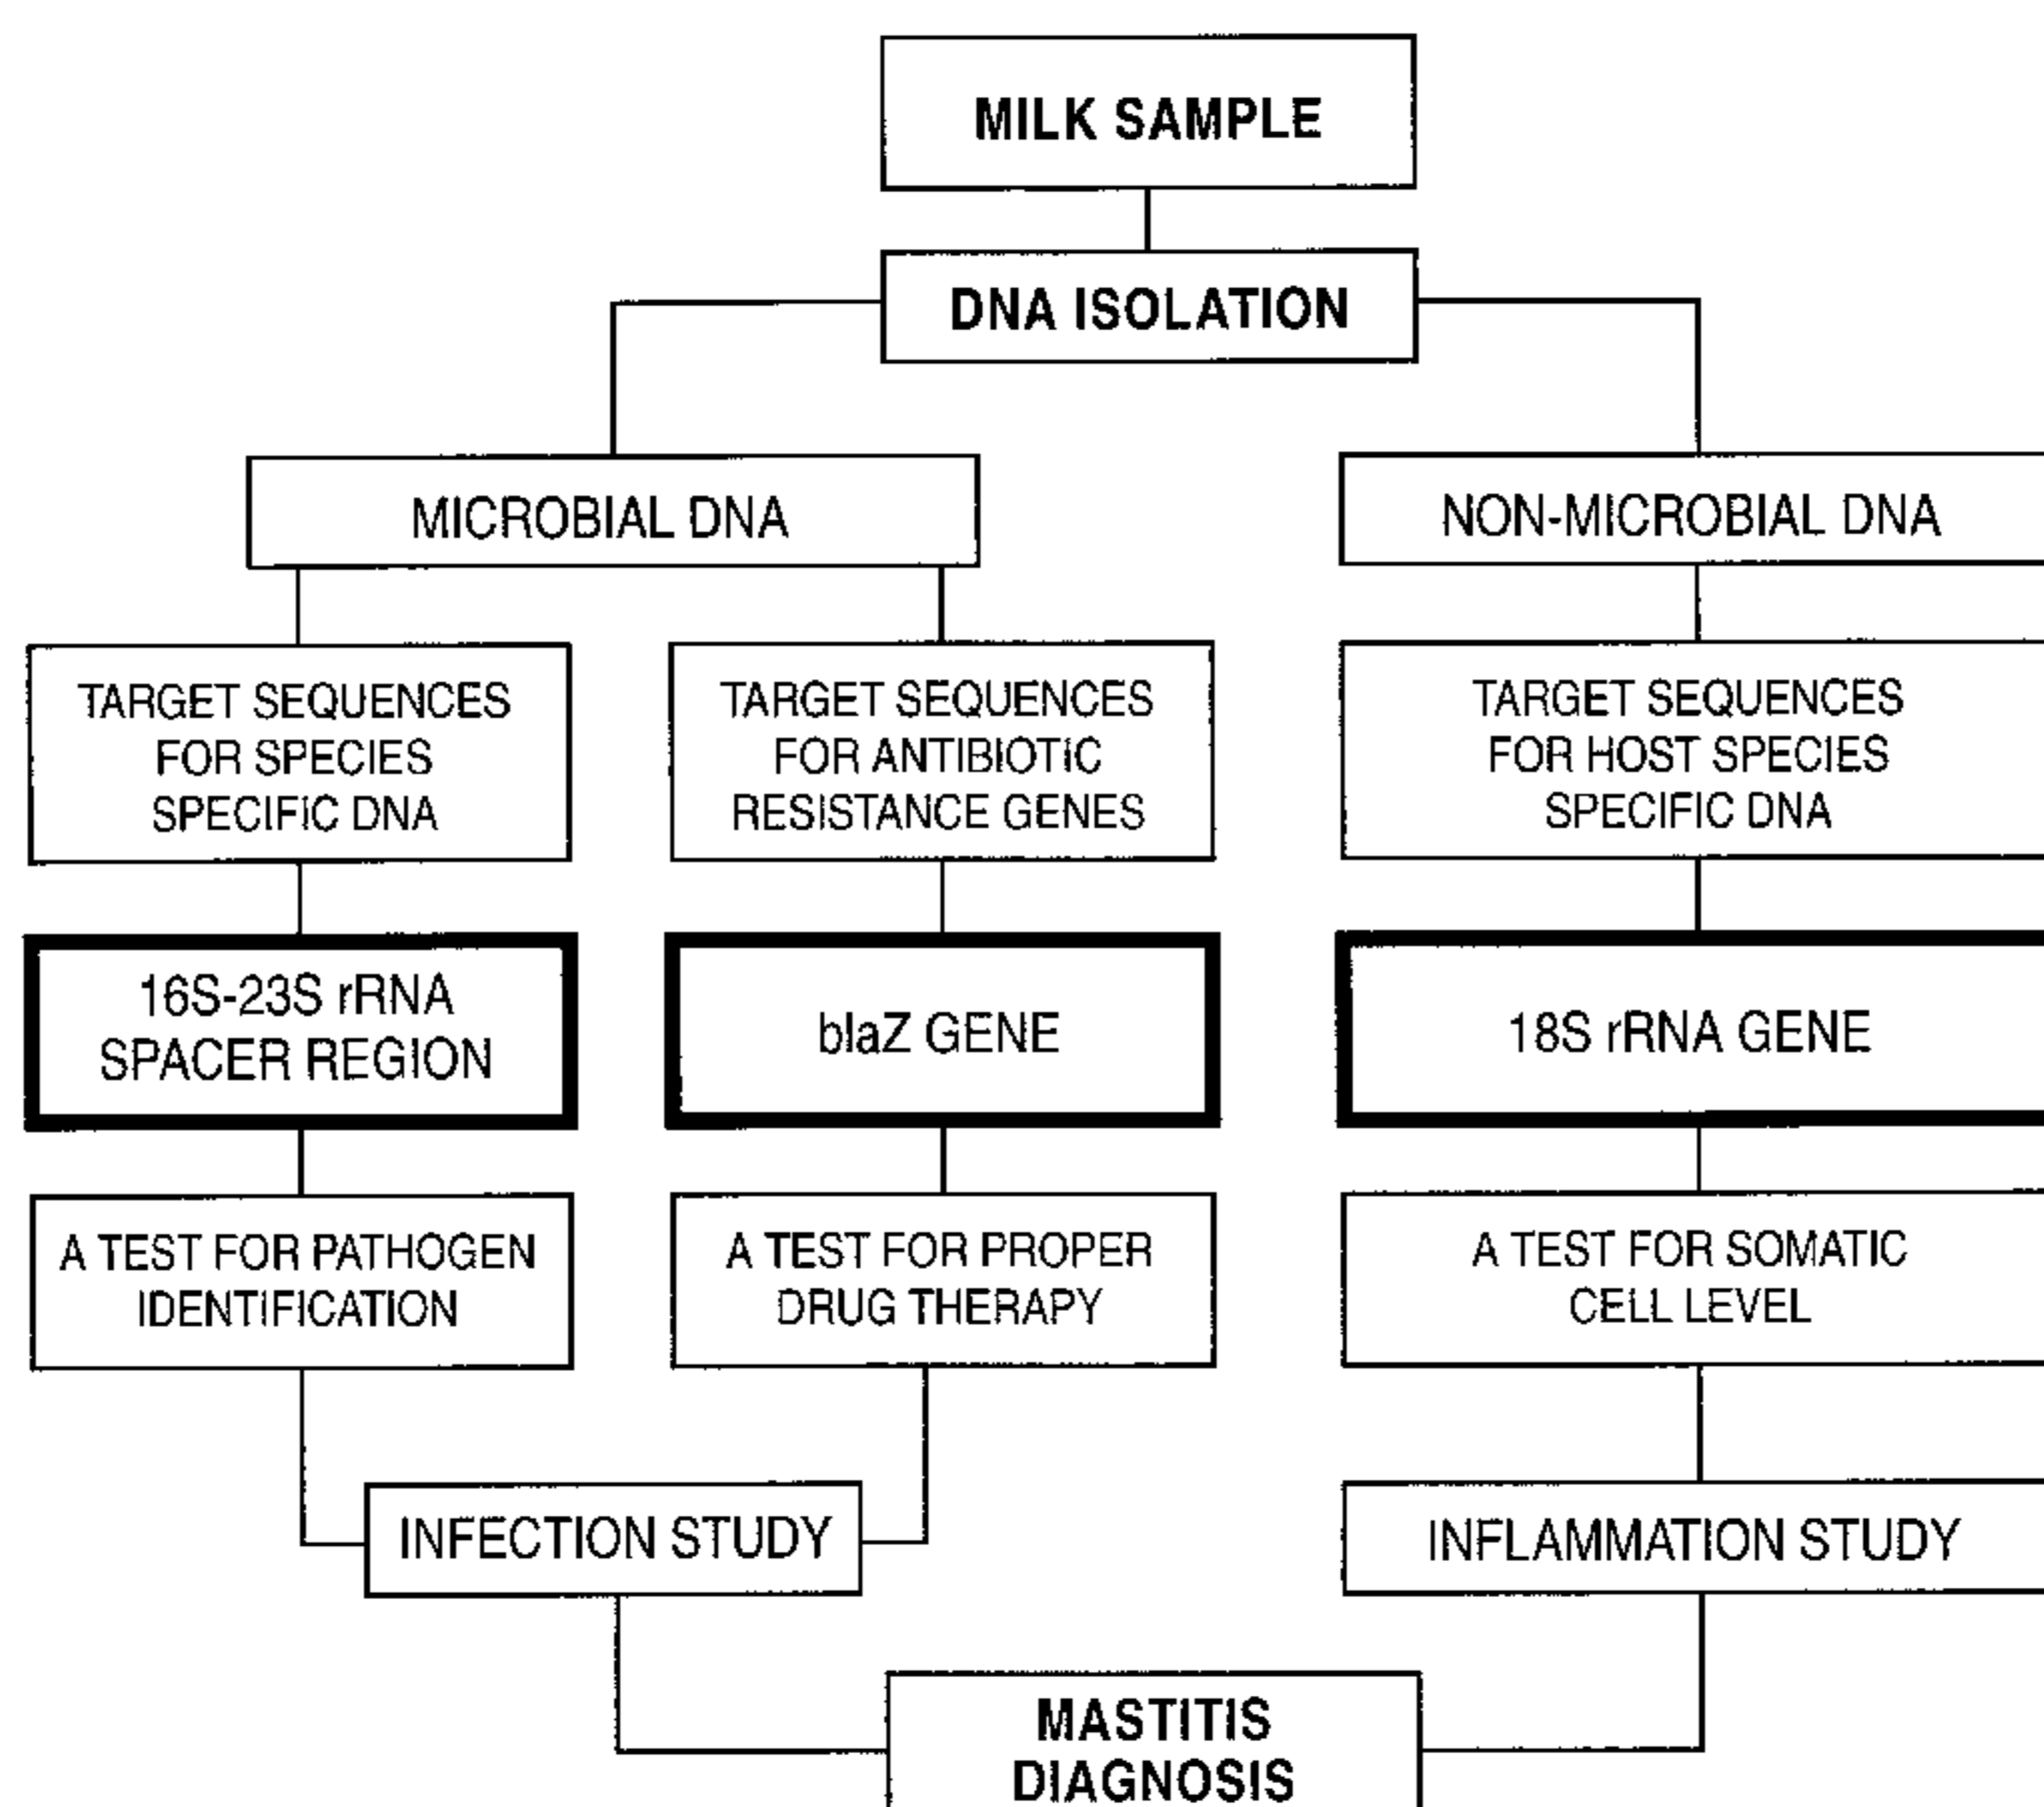 MILK SAMPLE
DNA ISOLATION
MICROBIAL DNA
NON-MICROBIAL DNA
TARGET SEQUENCES
FOR SPECIES
SPECIFIC DNA
TARGET SEQUENCES
FOR ANTIBIOTIC
RESISTANCE GENES
TARGET SEQUENCES
FOR HOST SPECIES
SPECIFIC DNA
16S-23S rRNA
SPACER REGION
blaZ GENE
18S rRNA GENE
A TEST FOR PATHOGEN
IDENTIFICATION
A TEST FOR PROPER
DRUG THERAPY
A TEST FOR SOMATIC
CELL LEVEL
INFECTION STUDY
INFLAMMATION STUDY
MASTITIS
DIAGNOSIS